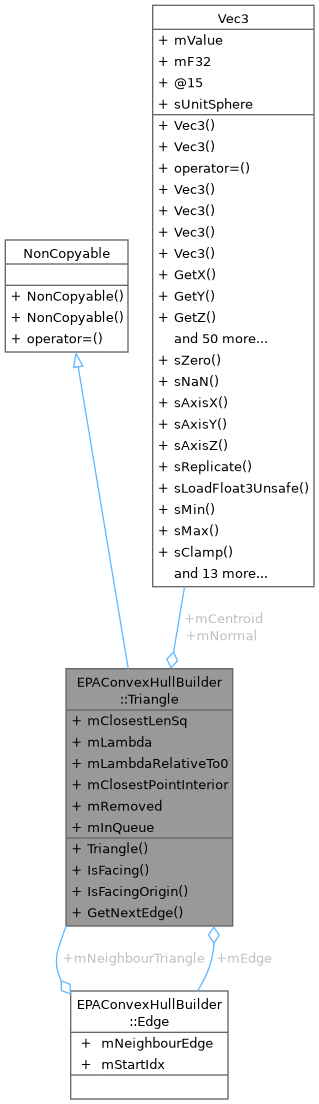 Vec3
+ mValue
+ mF32
+ @15
+ sUnitSphere
+ Vec3()
+ Vec3()
+ operator=()
+ Vec3()
+ Vec3()
+ Vec3()
+ Vec3()
+ GetX()
+ GetY()
+ GetZ()
and 50 more...
+ sZero()
+ sNaN()
+ sAxisX()
+ sAxisY()
+ sAxisZ()
+ sReplicate()
+ sLoadFloat3Unsafe()
+ sMin()
+ sMax()
+ sClamp()
and 13 more...
NonCopyable
+ NonCopyable()
+ NonCopyable()
+ operator=()
+mCentroid
+mNormal
EPAConvexHullBuilder
::Triangle
+ mClosestLenSq
+ mLambda
+ mLambdaRelativeTo0
+ mClosestPointInterior
+ mRemoved
+ mInQueue
+ Triangle()
+ IsFacing()
+ IsFacingOrigin()
+ GetNextEdge()
+mNeighbourTriangle
+mEdge
EPAConvexHullBuilder
::Edge
+ mNeighbourEdge
+ mStartIdx